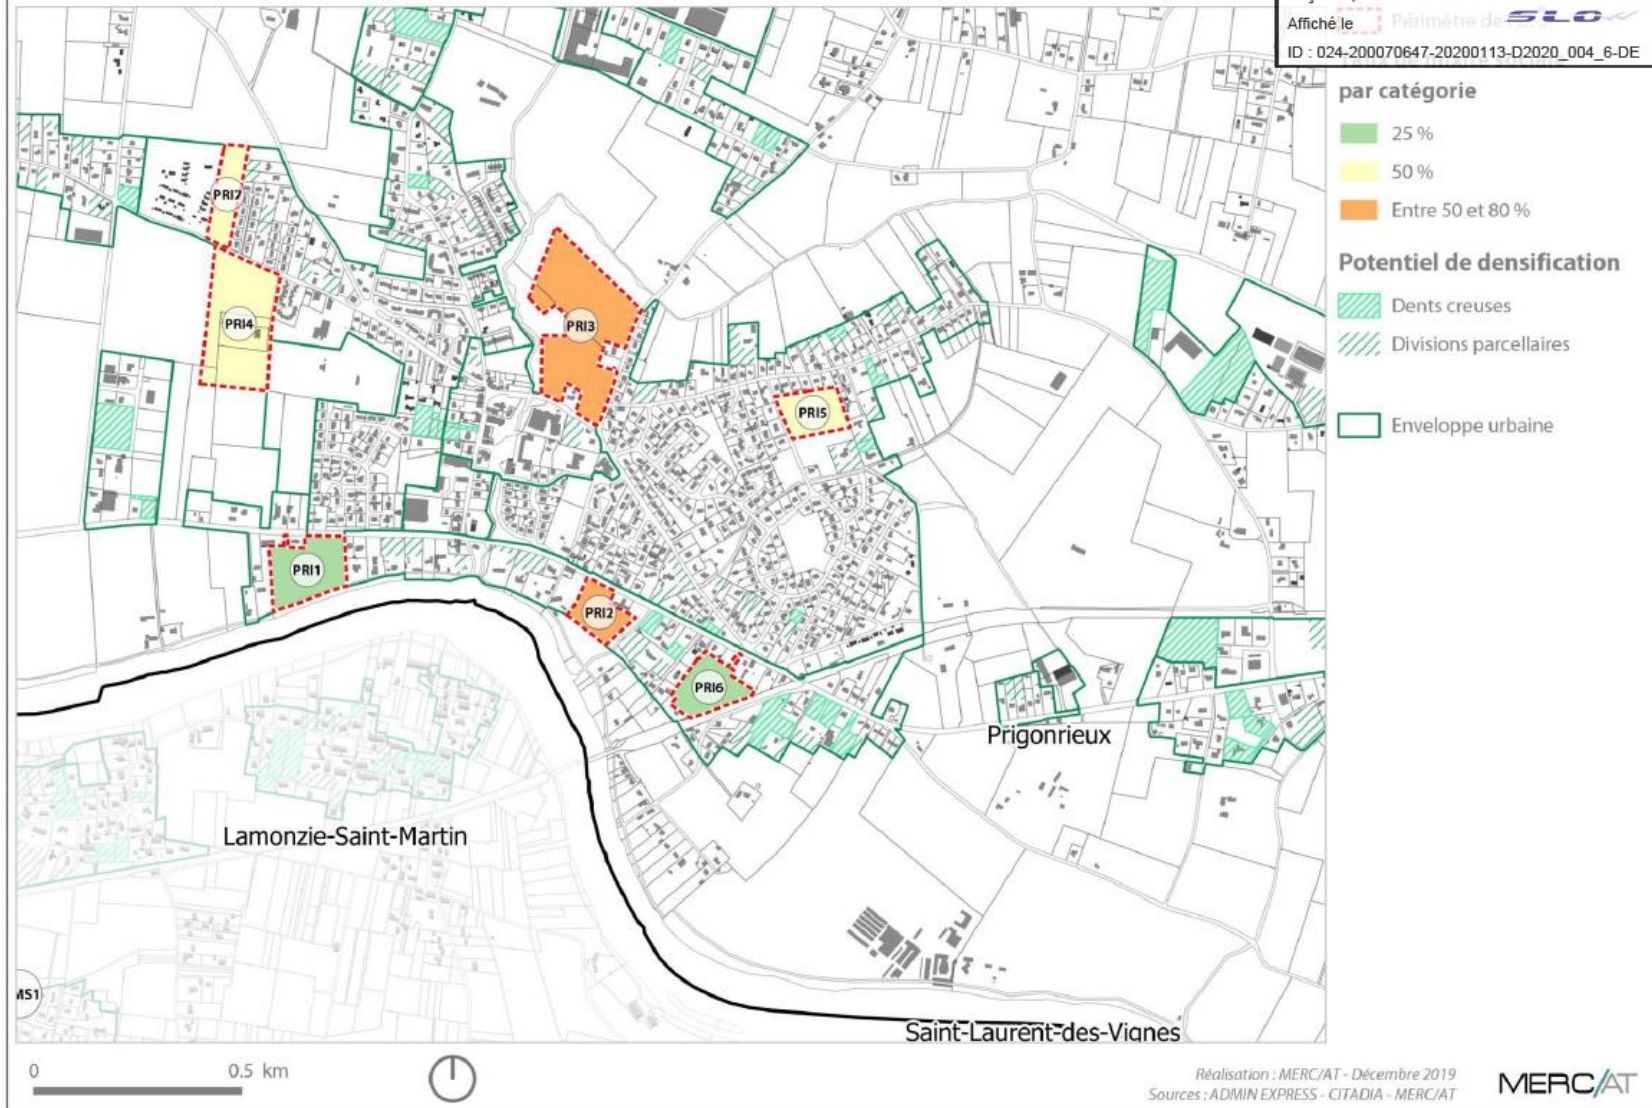 Affiché le
Périmètre de
SLO
ID : 024-200070647-20200113-D2020_004_6-DE
par catégorie
25 %
50 %
Entre 50 et 80 %
Potentiel de densification
Dents creuses
Divisions parcellaires
Enveloppe urbaine
PRI7
PRI4
PRI3
PRI5
PRI1
PRI2
PRI6
Prigonrieux
Lamonzie-Saint-Martin
MS1
Saint-Laurent-des-Vignes
0 0.5 km
Réalisation : MERC/AT - Décembre 2019
Sources : ADMIN EXPRESS - CITADIA - MERC/AT
MERC/AT